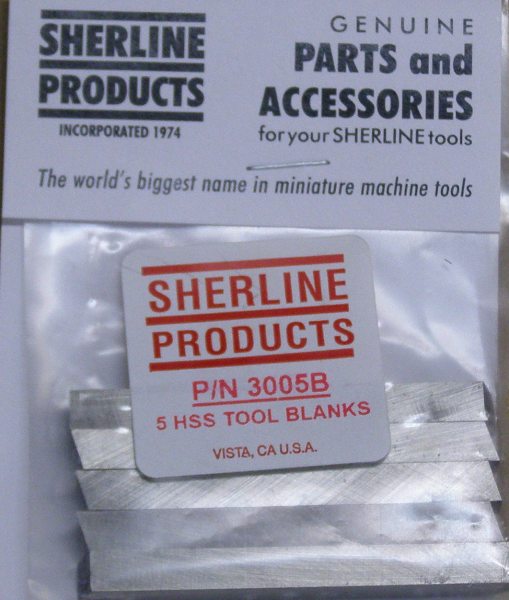 SHERLINE
PRODUCTS
INCORPORATED 1974
GENUINE
PARTS and
ACCESSORIES
for your SHERLINE tools
The world's biggest name in miniature machine tools
SHERLINE
PRODUCTS
P/N 3005B
5 HSS TOOL BLANKS
VISTA, CA U.S.A.